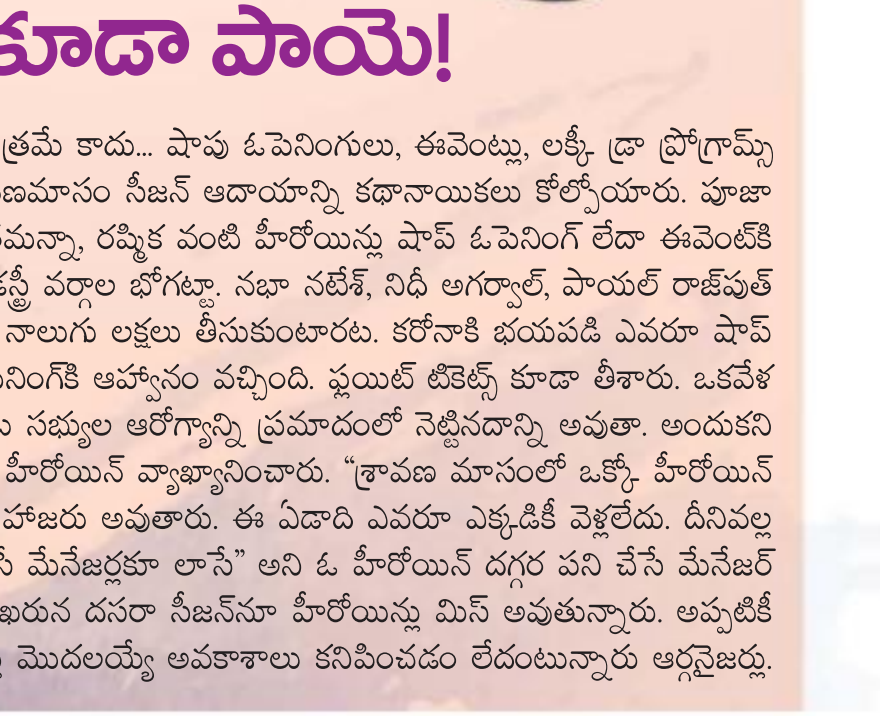 కూడా పాయె!
త్రమే కాదు... షాపు ఓపెనింగులు, ఈవెంట్లు, లక్కీ డ్రా ప్రోగ్రామ్స్
ణమాసం సీజన్ ఆదాయాన్ని కథానాయికలు కోల్పోయారు. పూజా
మన్నా, రష్మిక వంటి హీరోయిన్లు షాప్ ఓపెనింగ్ లేదా ఈవెంట్‌కి
డస్ట్రీ వర్గాల భోగట్టా. నభా నటేశ్, నిధీ అగర్వాల్, పాయల్ రాజ్‌పుత్
నాలుగు లక్షలు తీసుకుంటారట. కరోనాకి భయపడి ఎవరూ షాప్
నింగ్‌కి ఆహ్వానం వచ్చింది. ఫ్లయిట్ టికెట్స్ కూడా తీశారు. ఒకవేళ
సభ్యుల ఆరోగ్యాన్ని ప్రమాదంలో నెట్టినదాన్ని అవుతా. అందుకని
హీరోయిన్ వ్యాఖ్యానించారు. “శ్రావణ మాసంలో ఒక్కో హీరోయిన్
హాజరు అవుతారు. ఈ ఏడాది ఎవరూ ఎక్కడికీ వెళ్లలేదు. దీనివల్ల
సే మేనేజర్లకూ లాసే” అని ఓ హీరోయిన్ దగ్గర పని చేసే మేనేజర్
ఖరున దసరా సీజన్‌నూ హీరోయిన్లు మిస్ అవుతున్నారు. అప్పటికీ
మొదలయ్యే అవకాశాలు కనిపించడం లేదంటున్నారు ఆర్గనైజర్లు.